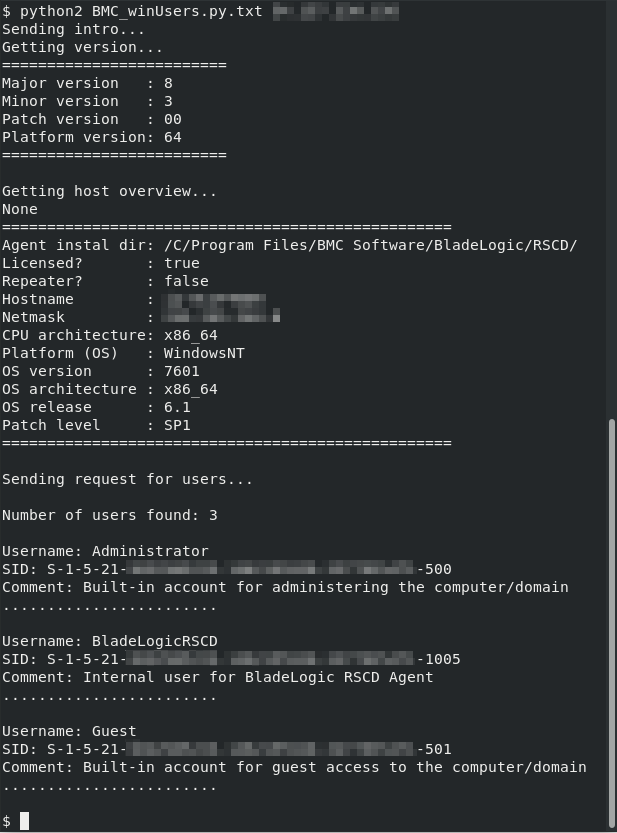 $ python2 BMC_winUsers.py.txt
Sending intro...
Getting version...
=========================
Major version   : 8
Minor version   : 3
Patch version   : 00
Platform version: 64
=========================
Getting host overview...
None
==================================================
Agent instal dir: /C/Program Files/BMC Software/BladeLogic/RSCD/
Licensed?       : true
Repeater?       : false
Hostname        :
Netmask         :
CPU architecture: x86_64
Platform (OS)   : WindowsNT
OS version      : 7601
OS architecture : x86_64
OS release      : 6.1
Patch level     : SP1
==================================================
Sending request for users...
Number of users found: 3
Username: Administrator
SID: S-1-5-21- -500
Comment: Built-in account for administering the computer/domain
........................
Username: BladeLogicRSCD
SID: S-1-5-21- -1005
Comment: Internal user for BladeLogic RSCD Agent
........................
Username: Guest
SID: S-1-5-21- -501
Comment: Built-in account for guest access to the computer/domain
........................
$